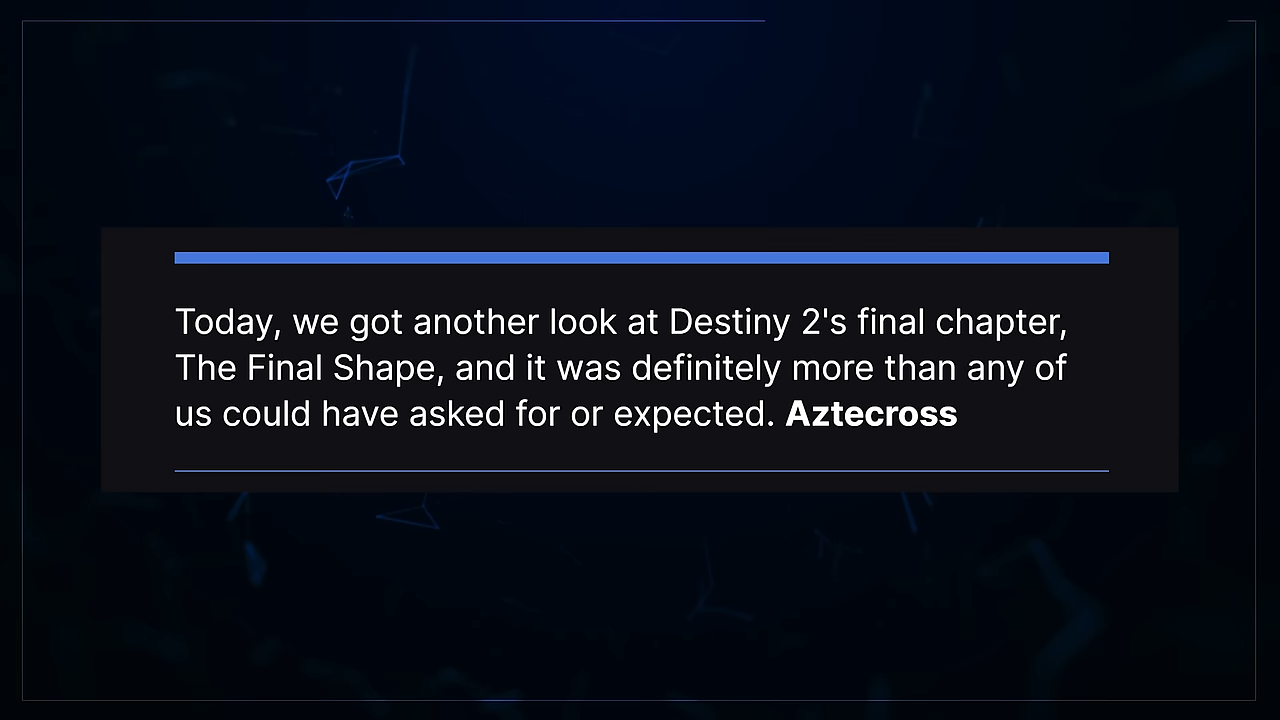 Today, we got another look at Destiny 2's final chapter,
The Final Shape, and it was definitely more than any of
us could have asked for or expected. Aztecross